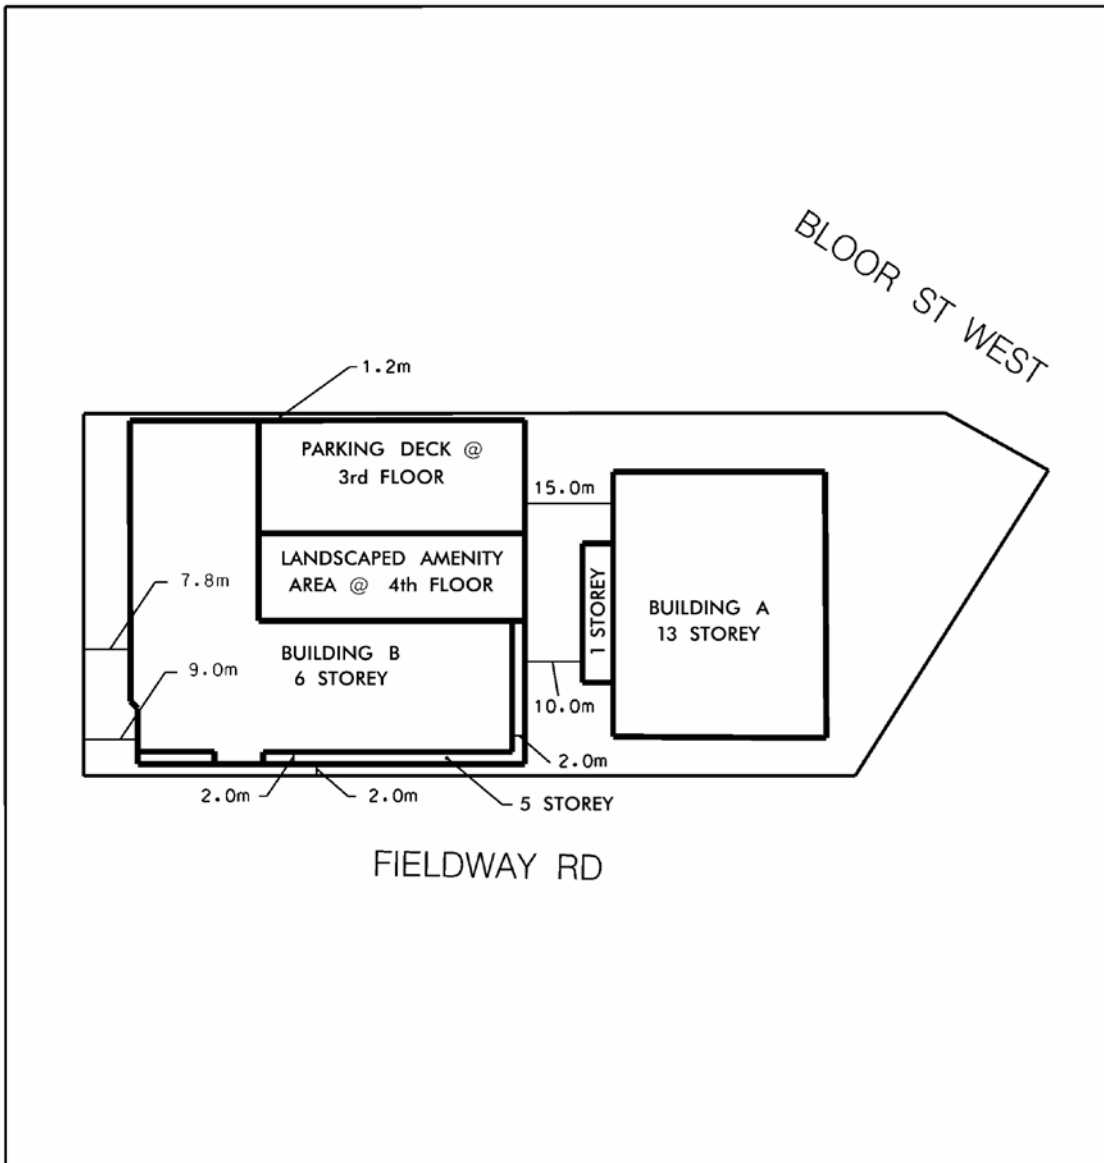 BLOOR ST WEST
1.2m
PARKING DECK @
3rd FLOOR
15.0m
LANDSCAPED AMENITY
AREA @ 4th FLOOR
7.8m
1 STOREY
BUILDING A
13 STOREY
BUILDING B
6 STOREY
9.0m
10.0m
2.0m
2.0m
2.0m
5 STOREY
FIELDWAY RD